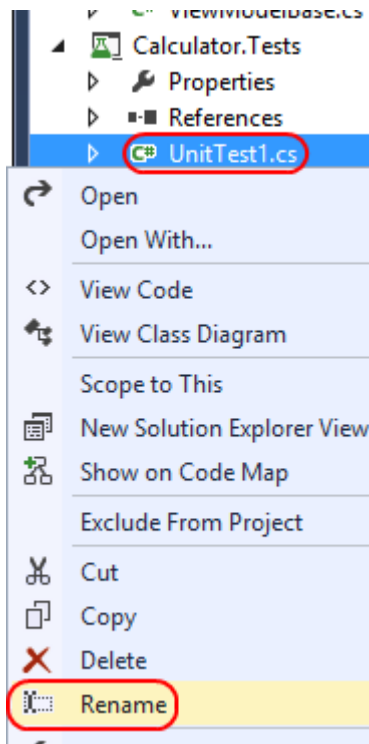 ViewModelBase.cs
Calculator.Tests
Properties
References
C# UnitTest1.cs
Open
Open With...
View Code
View Class Diagram
Scope to This
New Solution Explorer View
Show on Code Map
Exclude From Project
Cut
Copy
Delete
Rename